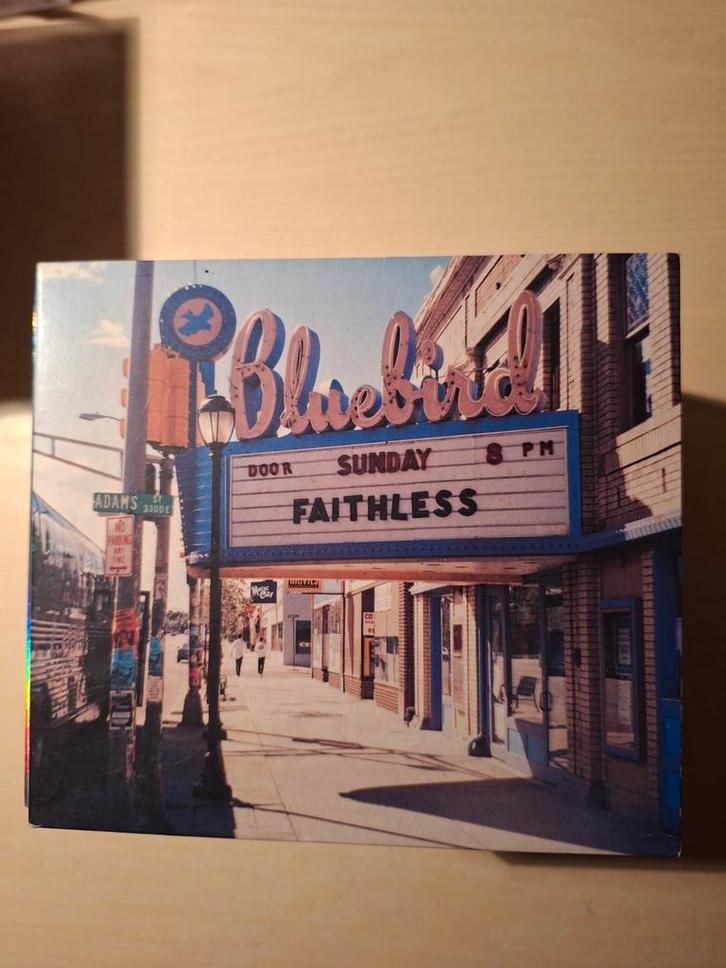 Bluebird
DOOR SUNDAY 8 PM
FAITHLESS
ADAMS ST
3300 E
NO
PARKING
ANY
TIME